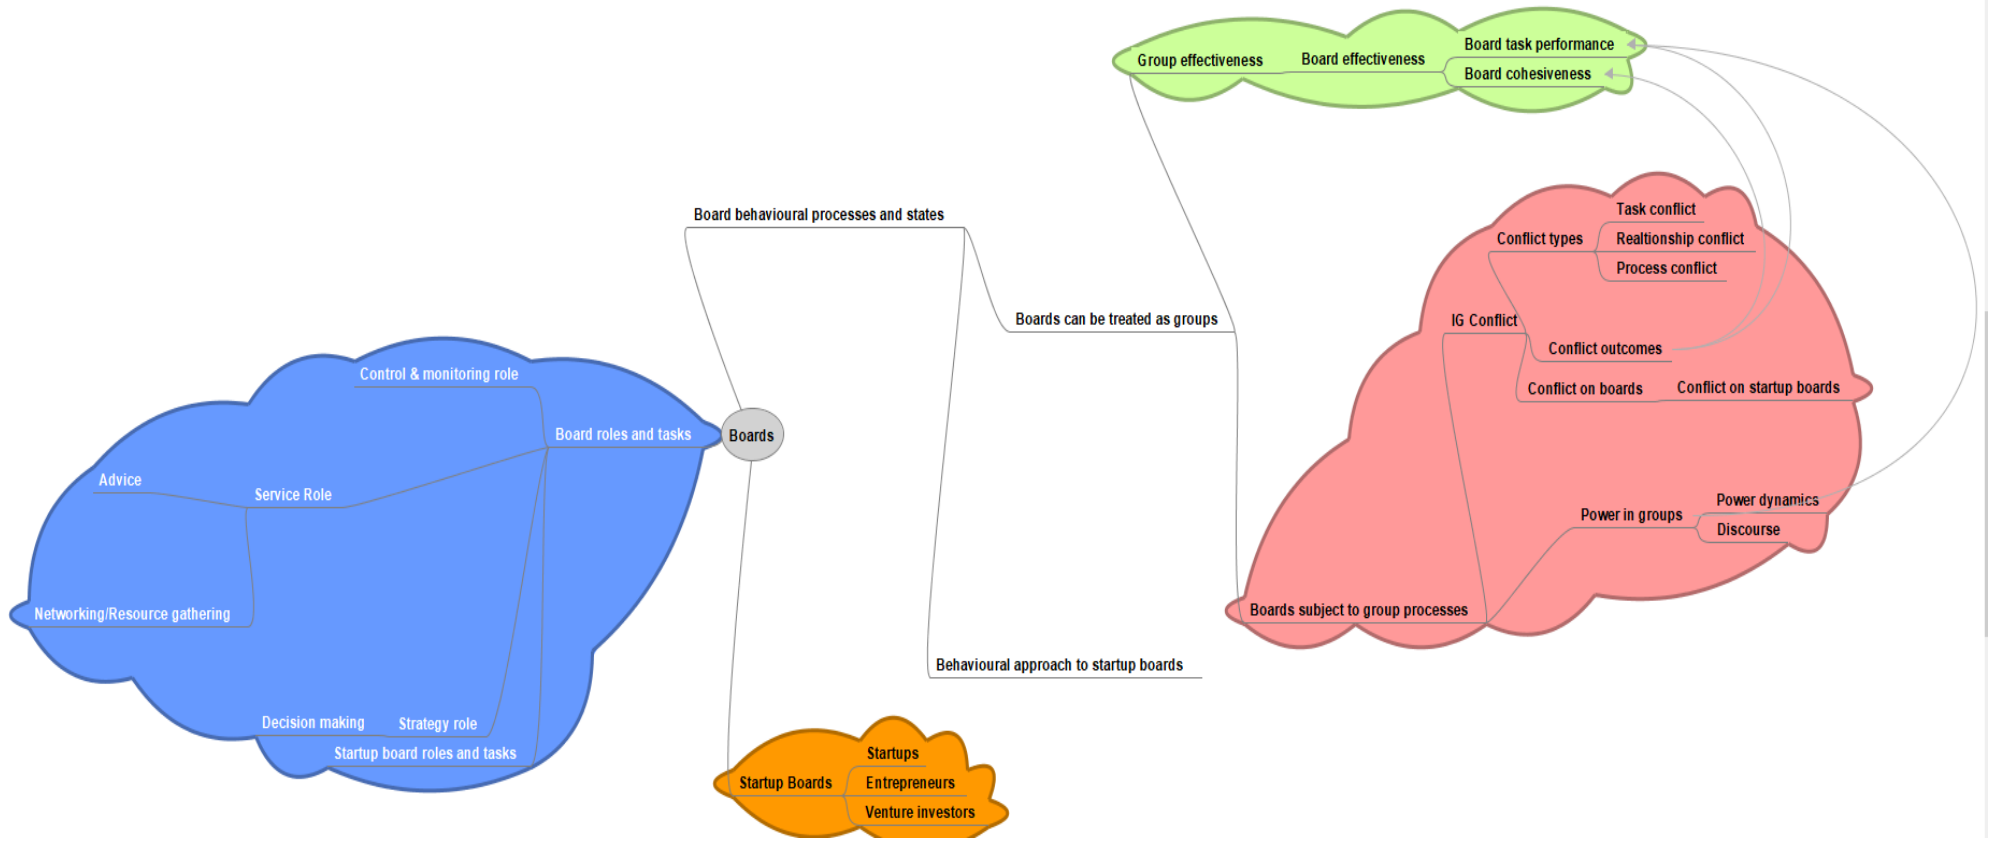 Group effectiveness
Board effectiveness
Board task performance
Board cohesiveness
Board behavioural processes and states
Boards can be treated as groups
Task conflict
Conflict types
Realtionship conflict
Process conflict
IG Conflict
Conflict outcomes
Conflict on boards
Conflict on startup boards
Power in groups
Power dynamics
Discourse
Boards subject to group processes
Behavioural approach to startup boards
Boards
Control & monitoring role
Board roles and tasks
Advice
Service Role
Networking/Resource gathering
Decision making
Strategy role
Startup board roles and tasks
Startup Boards
Startups
Entrepreneurs
Venture investors